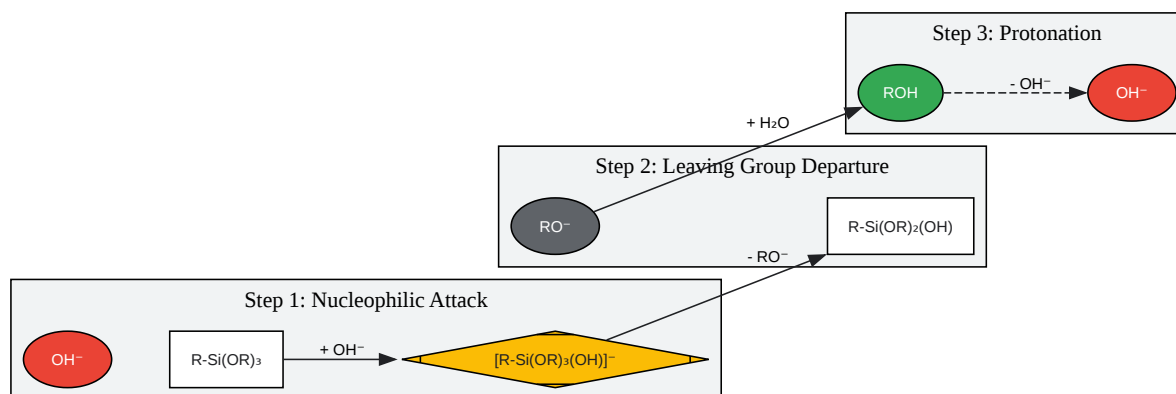 Step 3: Protonation
ROH
- OH⁻
OH⁻
+ H₂O
Step 2: Leaving Group Departure
RO⁻
R-Si(OR)₂(OH)
- RO⁻
Step 1: Nucleophilic Attack
OH⁻
R-Si(OR)₃
+ OH⁻
[R-Si(OR)₃(OH)]⁻